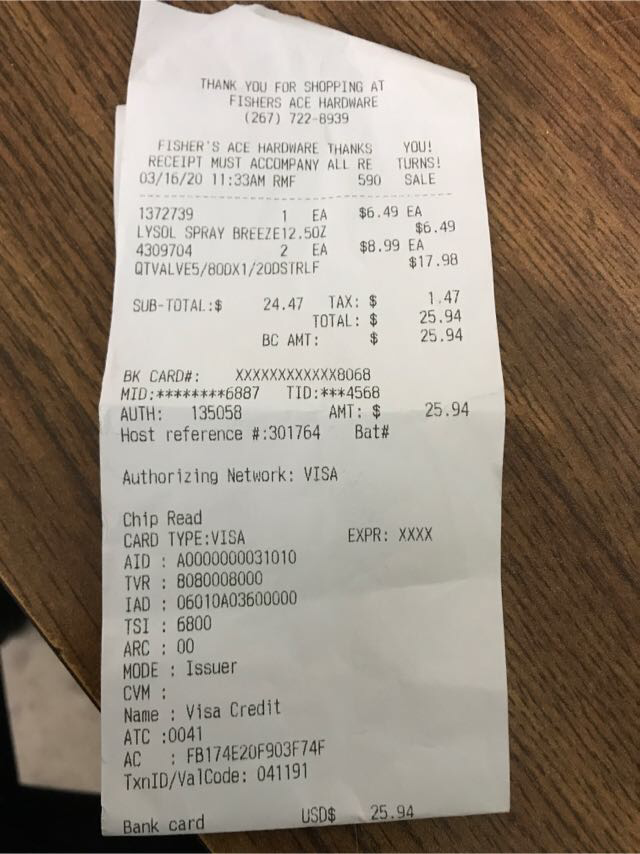 THANK YOU FOR SHOPPING AT
FISHERS ACE HARDWARE
(267) 722-8939
FISHER'S ACE HARDWARE THANKS YOU!
RECEIPT MUST ACCOMPANY ALL RE TURNS!
03/16/20 11:33AM RMF 590 SALE
1372739 1 EA $6.49 EA
LYSOL SPRAY BREEZE12.5OZ $6.49
4309704 2 EA $8.99 EA
QTVALVE5/8ODX1/2ODSTRLF $17.98
SUB-TOTAL:$ 24.47 TAX: $ 1.47
TOTAL: $ 25.94
BC AMT: $ 25.94
BK CARD#: XXXXXXXXXXXX8068
MID:********6887 TID:***4568
AUTH: 135058 AMT: $ 25.94
Host reference #:301764 Bat#
Authorizing Network: VISA
Chip Read
CARD TYPE:VISA EXPR: XXXX
AID : A0000000031010
TVR : 8080008000
IAD : 06010A03600000
TSI : 6800
ARC : 00
MODE : Issuer
CVM :
Name : Visa Credit
ATC :0041
AC : FB174E20F903F74F
TxnID/ValCode: 041191
Bank card USD$ 25.94